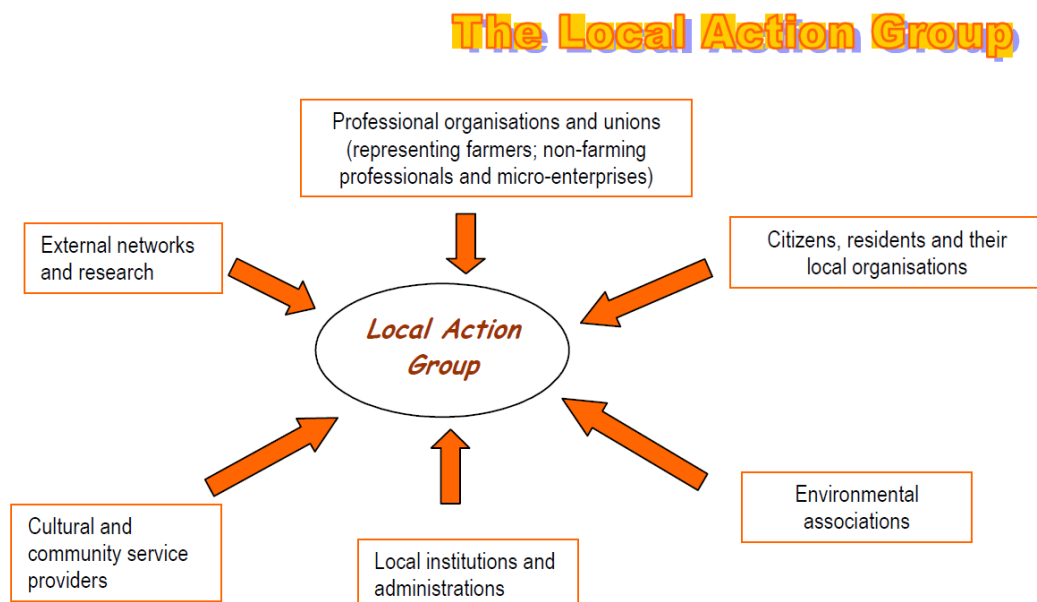 The Local Action Group
Professional organisations and unions
(representing farmers; non-farming
professionals and micro-enterprises)
External networks
and research
Citizens, residents and their
local organisations
Local Action
Group
Cultural and
community service
providers
Local institutions and
administrations
Environmental
associations